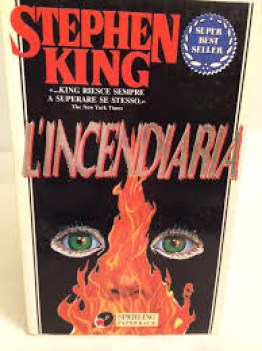 STEPHEN
KING
SUPER
BEST
SELLER
«...KING RIESCE SEMPRE
A SUPERARE SE STESSO.»
The New York Times
L'INCENDIARIA
SPERLING
PAPERBACK